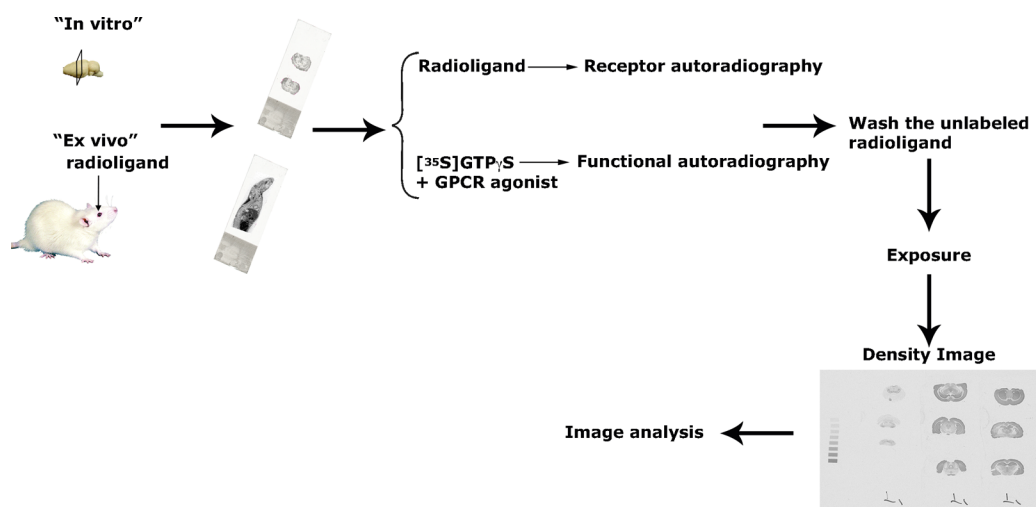 “In vitro”
“Ex vivo”
radioligand
Radioligand
Receptor autoradiography
[³⁵S]GTPγS
+ GPCR agonist
Functional autoradiography
Wash the unlabeled
radioligand
Exposure
Density Image
Image analysis